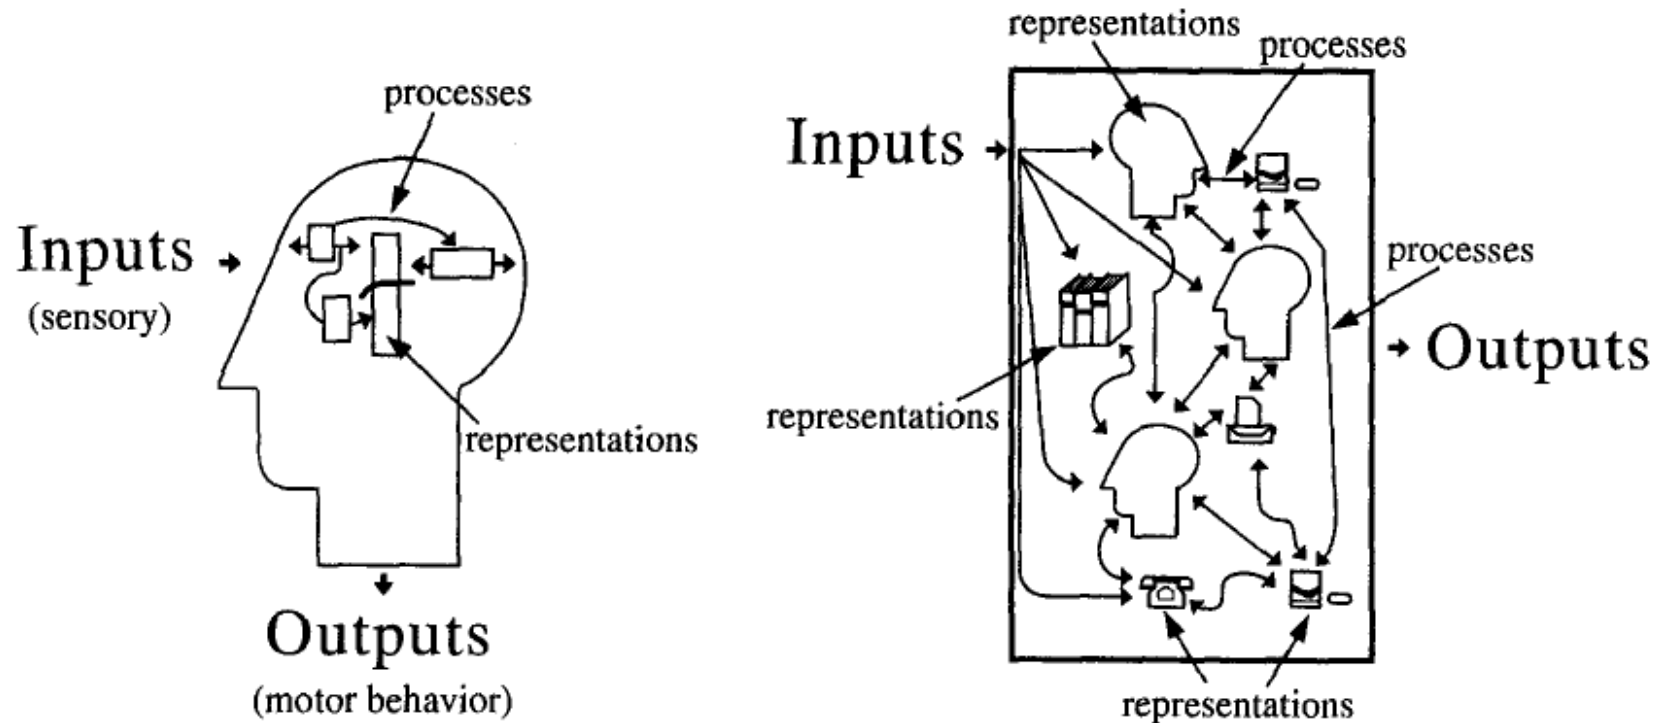 processes
Inputs
(sensory)
representations
Outputs
(motor behavior)
representations
processes
Inputs
processes
Outputs
representations
representations